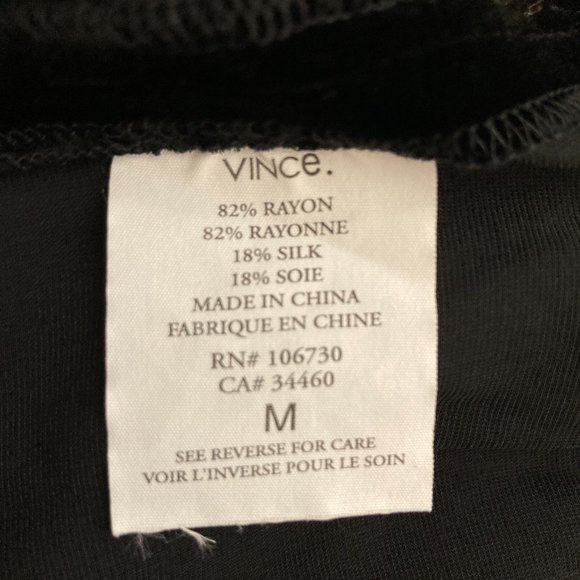 VINCe.
82% RAYON
82% RAYONNE
18% SILK
18% SOIE
MADE IN CHINA
FABRIQUE EN CHINE
RN# 106730
CA# 34460
M
SEE REVERSE FOR CARE
VOIR L'INVERSE POUR LE SOIN